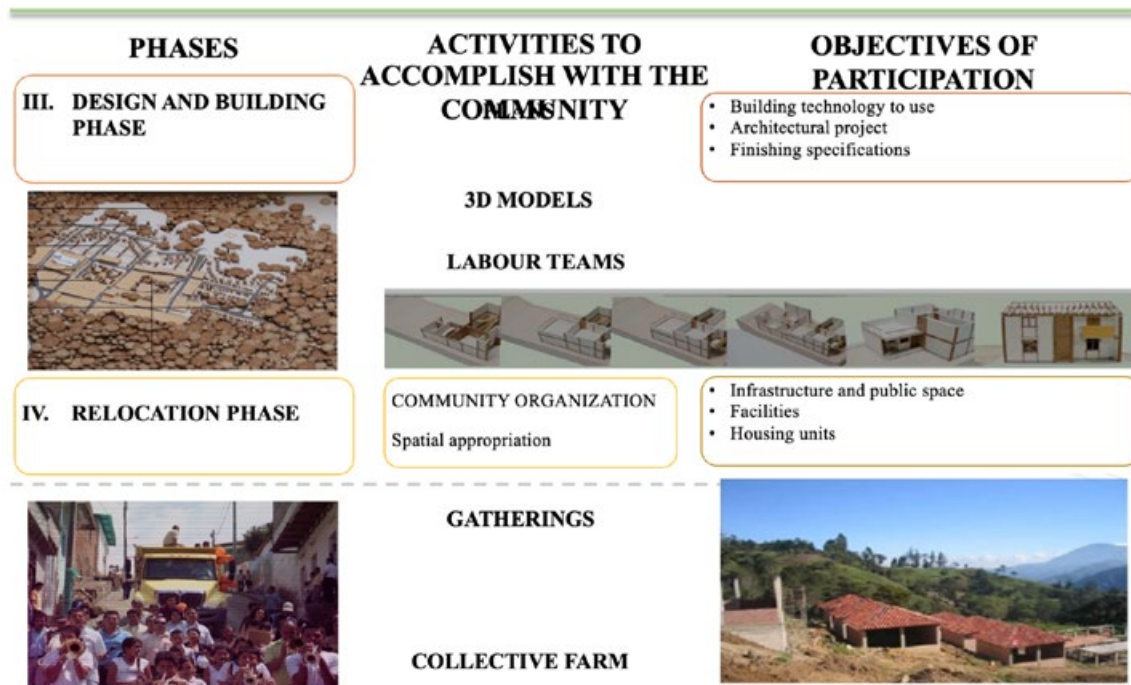 PHASES
ACTIVITIES TO
ACCOMPLISH WITH THE
COMMUNITY
OBJECTIVES OF
PARTICIPATION
III. DESIGN AND BUILDING
PHASE
• Building technology to use
• Architectural project
• Finishing specifications
3D MODELS
LABOUR TEAMS
IV. RELOCATION PHASE
COMMUNITY ORGANIZATION
Spatial appropriation
• Infrastructure and public space
• Facilities
• Housing units
GATHERINGS
COLLECTIVE FARM